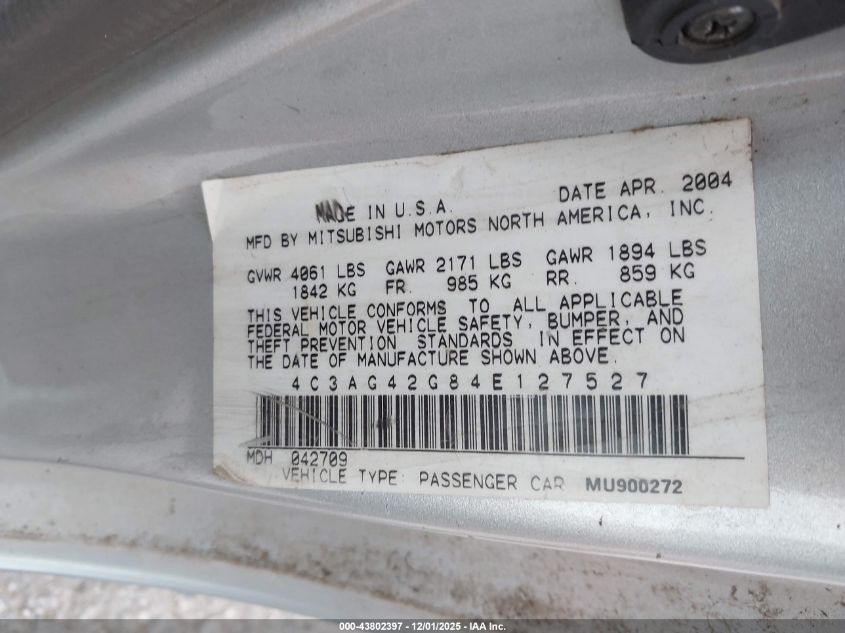 MADE IN U.S.A. DATE APR. 2004
MFD BY MITSUBISHI MOTORS NORTH AMERICA, INC.
GVWR 4061 LBS GAWR 2171 LBS GAWR 1894 LBS
1842 KG FR. 985 KG RR. 859 KG
THIS VEHICLE CONFORMS TO ALL APPLICABLE
FEDERAL MOTOR VEHICLE SAFETY, BUMPER, AND
THEFT PREVENTION STANDARDS IN EFFECT ON
THE DATE OF MANUFACTURE SHOWN ABOVE.
4C3AG42G84E127527
MDH 042709
VEHICLE TYPE: PASSENGER CAR MU900272
000-43802397 - 12/01/2025 - IAA Inc.